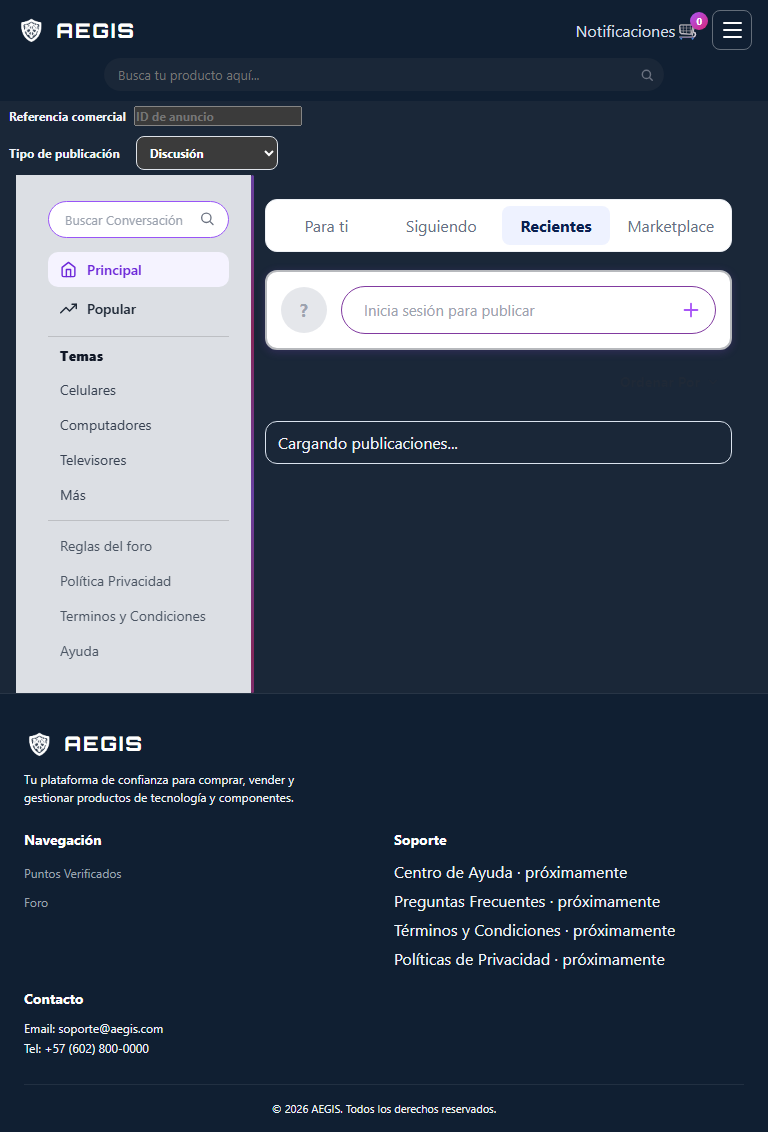 AEGIS
Notificaciones
0
Busca tu producto aquí...
Referencia comercial
ID de anuncio
Tipo de publicación
Discusión
Buscar Conversación
Principal
Popular
Temas
Celulares
Computadores
Televisores
Más
Reglas del foro
Política Privacidad
Terminos y Condiciones
Ayuda
Para ti
Siguiendo
Recientes
Marketplace
?
Inicia sesión para publicar
Cargando publicaciones...
AEGIS
Tu plataforma de confianza para comprar, vender y
gestionar productos de tecnología y componentes.
Navegación
Puntos Verificados
Foro
Soporte
Centro de Ayuda · próximamente
Preguntas Frecuentes · próximamente
Términos y Condiciones · próximamente
Políticas de Privacidad · próximamente
Contacto
Email: soporte@aegis.com
Tel: +57 (602) 800-0000
© 2026 AEGIS. Todos los derechos reservados.